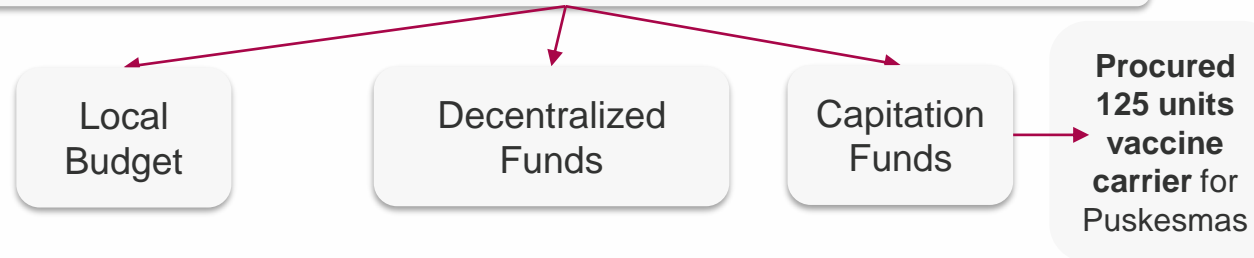 Local
Budget
Decentralized
Funds
Capitation
Funds
Procured
125 units
vaccine
carrier for
Puskesmas